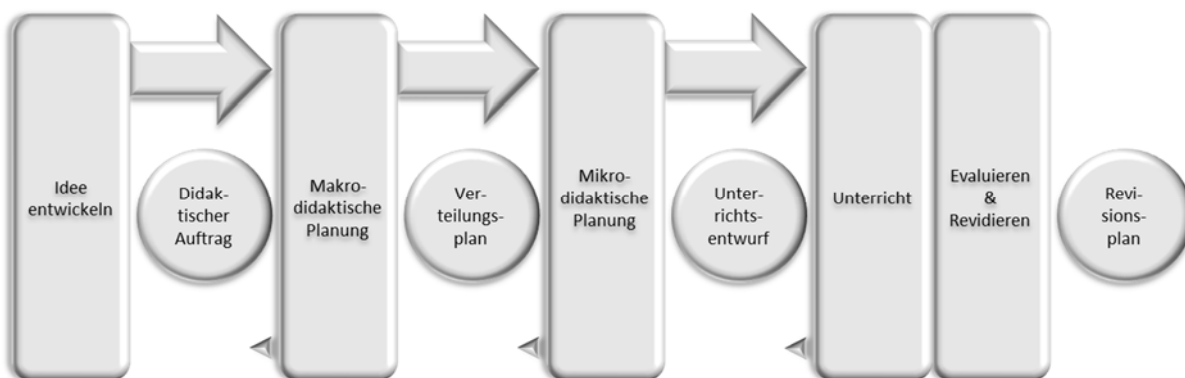 Idee
entwickeln
Didak-
tischer
Auftrag
Makro-
didaktische
Planung
Ver-
teilungs-
plan
Mikro-
didaktische
Planung
Unter-
richts-
entwurf
Unterricht
Evaluieren
&
Revidieren
Revi-
sions-
plan